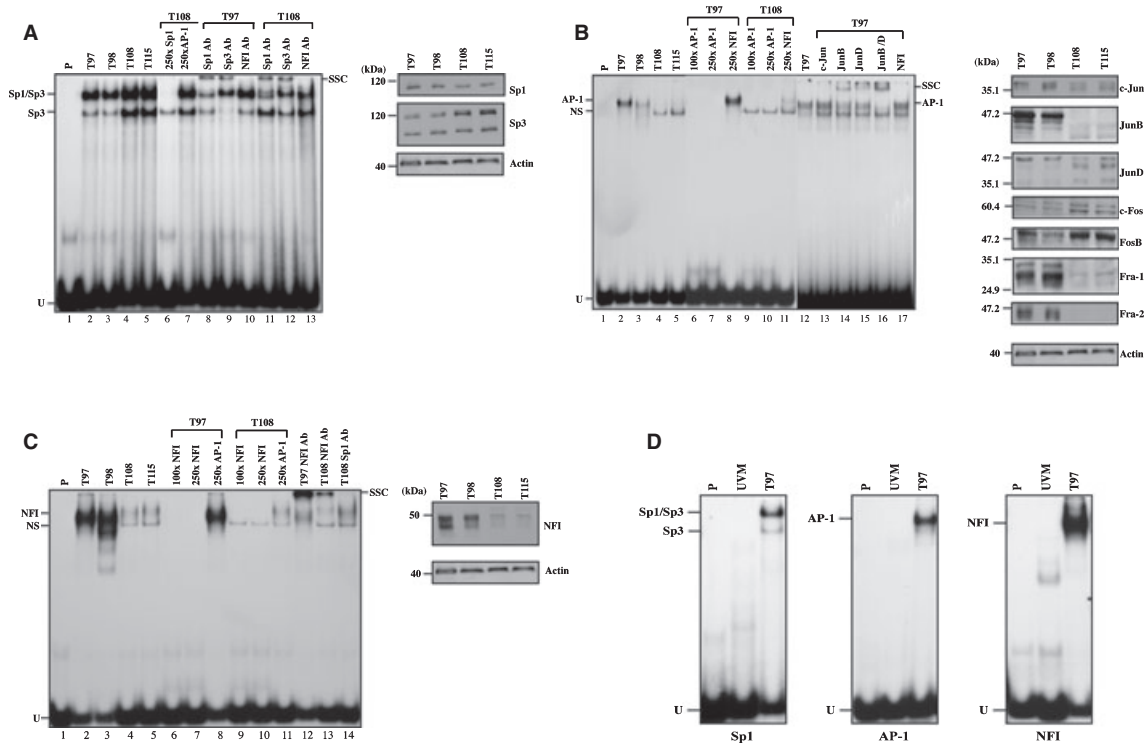 A
T108
T97
T108
P
T97
T98
T108
T115
250x Sp1
250xAP-1
Sp1 Ab
Sp3 Ab
NFI Ab
Sp1 Ab
Sp3 Ab
NFI Ab
SSC
Sp1/Sp3
Sp3
U
1 2 3 4 5 6 7 8 9 10 11 12 13
T97
T98
T108
T115
(kDa)
120
Sp1
120
Sp3
40
Actin
B
T97
T108
T97
P
T97
T98
T108
T115
100x AP-1
250x AP-1
250x NFI
100x AP-1
250x AP-1
250x NFI
T97
c-Jun
JunB
JunD
JunB/D
NFI
SSC
AP-1
AP-1
NS
U
1 2 3 4 5 6 7 8 9 10 11 12 13 14 15 16 17
T97
T98
T108
T115
(kDa)
35.1
c-Jun
47.2
JunB
47.2
JunD
35.1
60.4
c-Fos
47.2
FosB
35.1
Fra-1
24.9
47.2
Fra-2
40
Actin
C
T97
T108
P
T97
T98
T108
T115
100x NFI
250x NFI
250x AP-1
100x NFI
250x NFI
250x AP-1
T97 NFI Ab
T108 NFI Ab
T108 Sp1 Ab
SSC
NFI
NS
U
1 2 3 4 5 6 7 8 9 10 11 12 13 14
T97
T98
T108
T115
(kDa)
50
NFI
40
Actin
D
P
UVM
T97
Sp1/Sp3
Sp3
U
Sp1
P
UVM
T97
AP-1
U
AP-1
P
UVM
T97
NFI
U
NFI